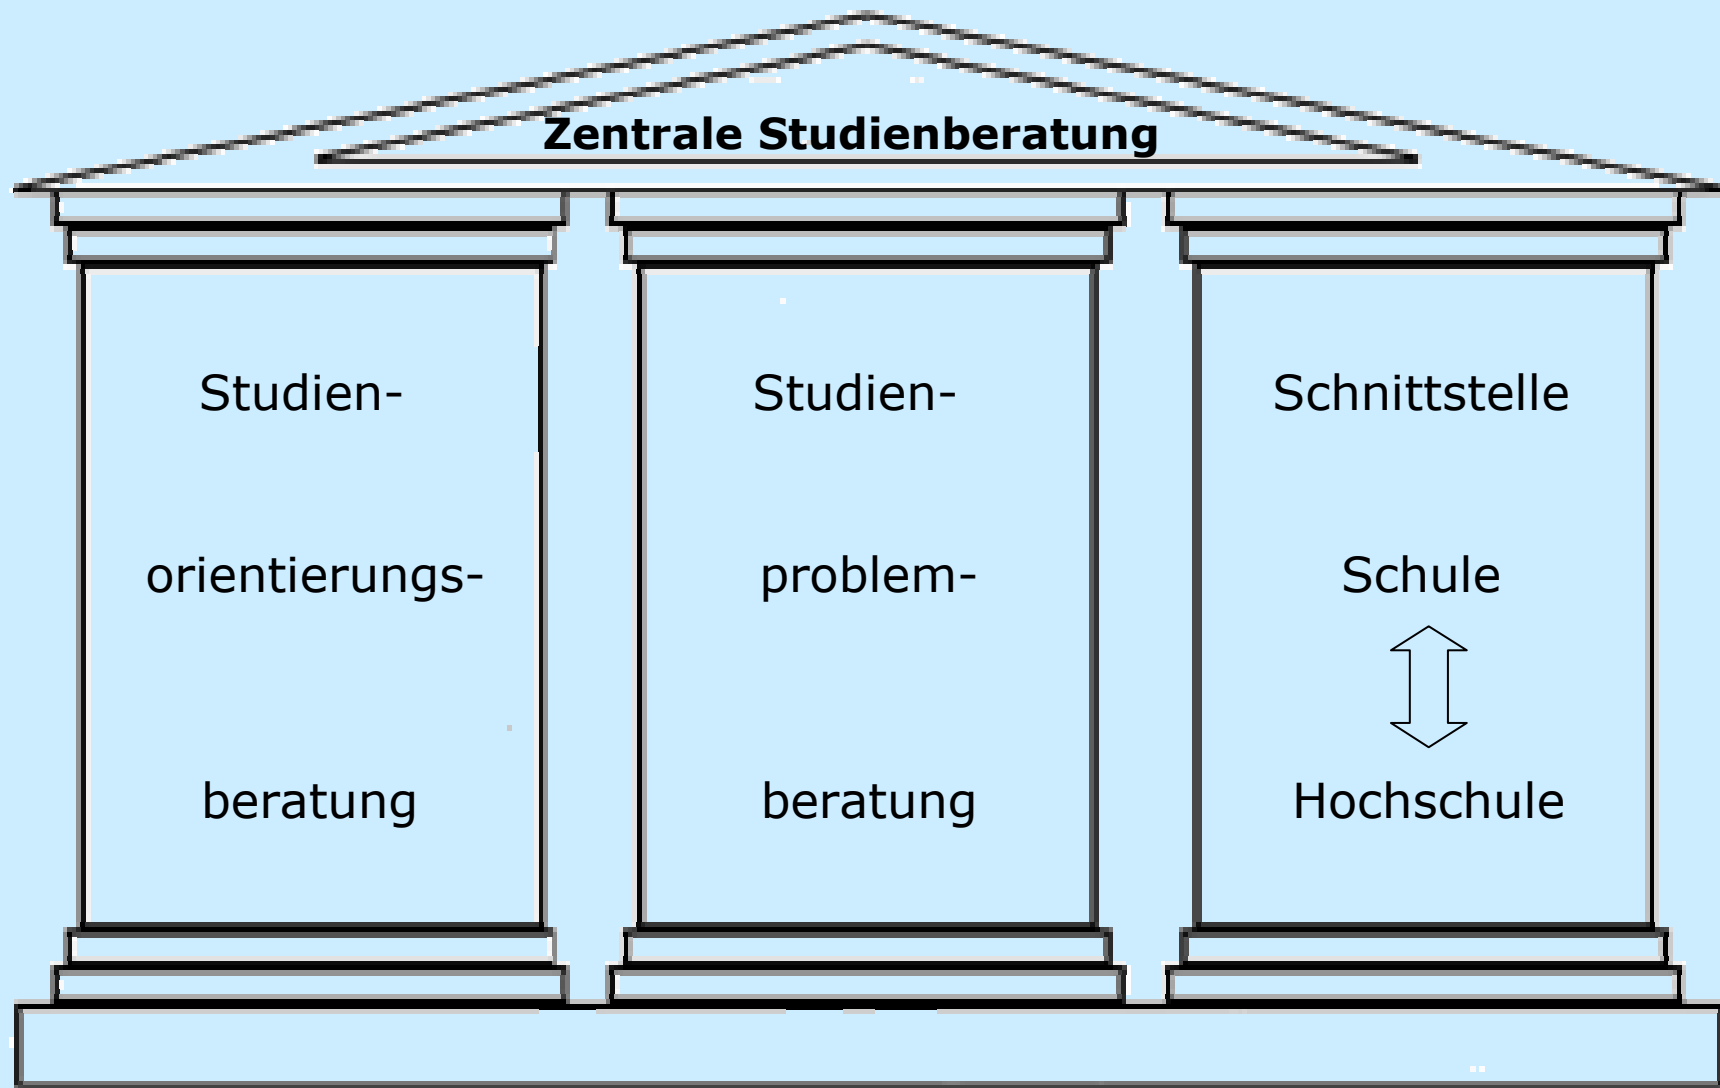 Zentrale Studienberatung
Studien-
orientierungs-
beratung
Studien-
problem-
beratung
Schnittstelle
Schule
Hochschule